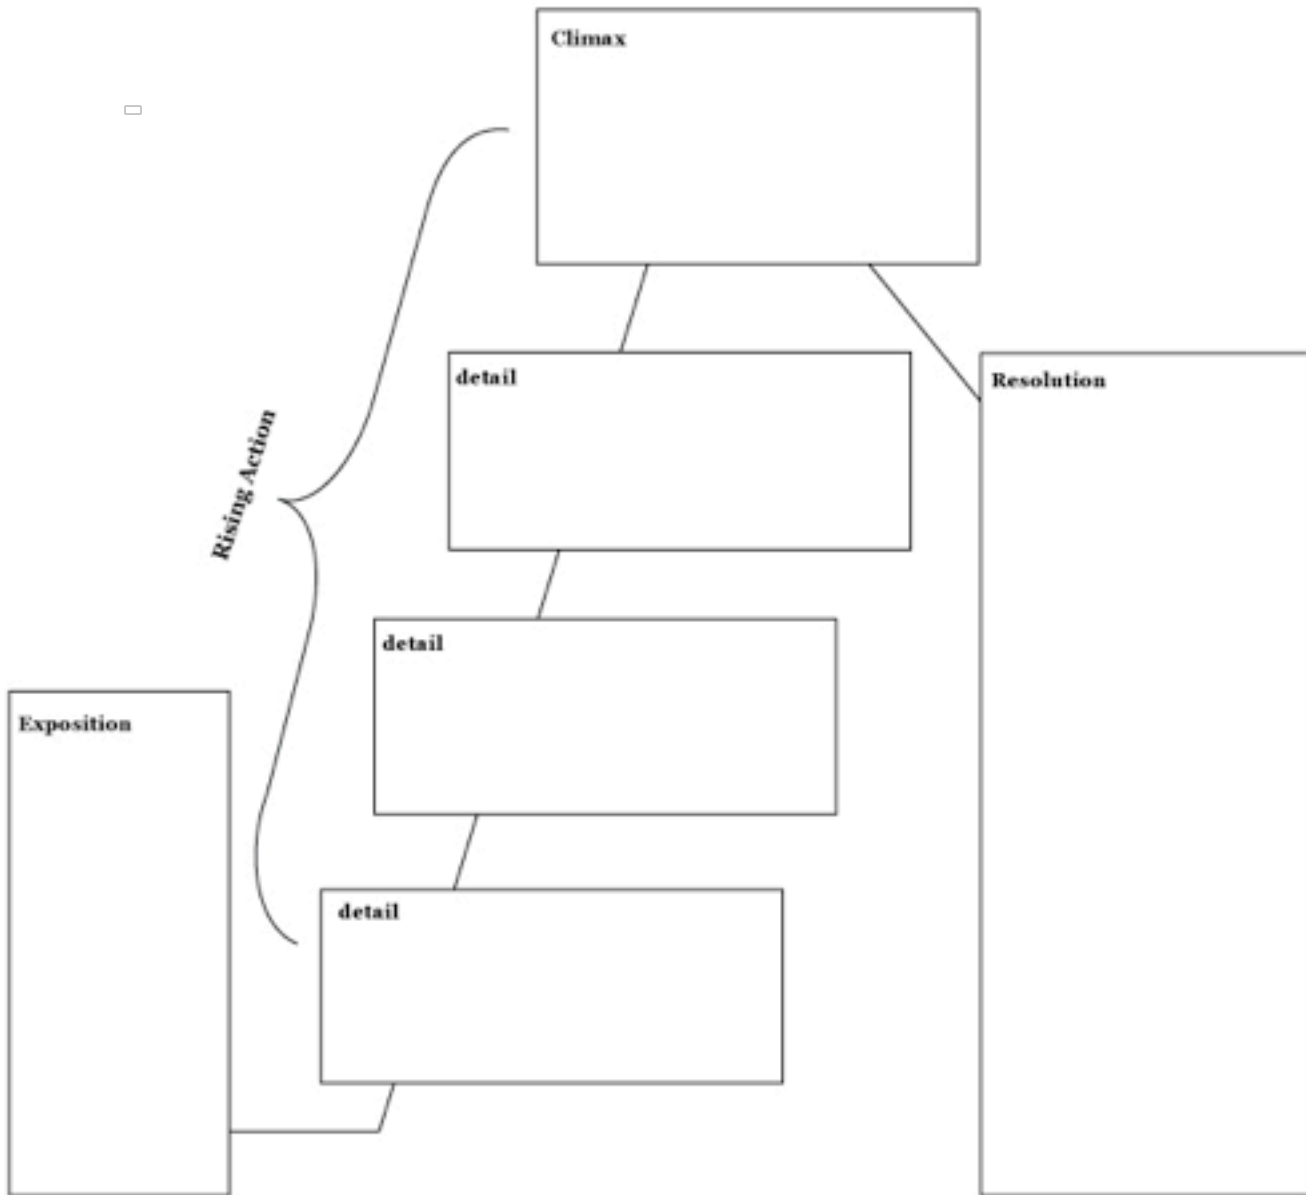 Climax
detail
Resolution
Rising Action
detail
Exposition
detail